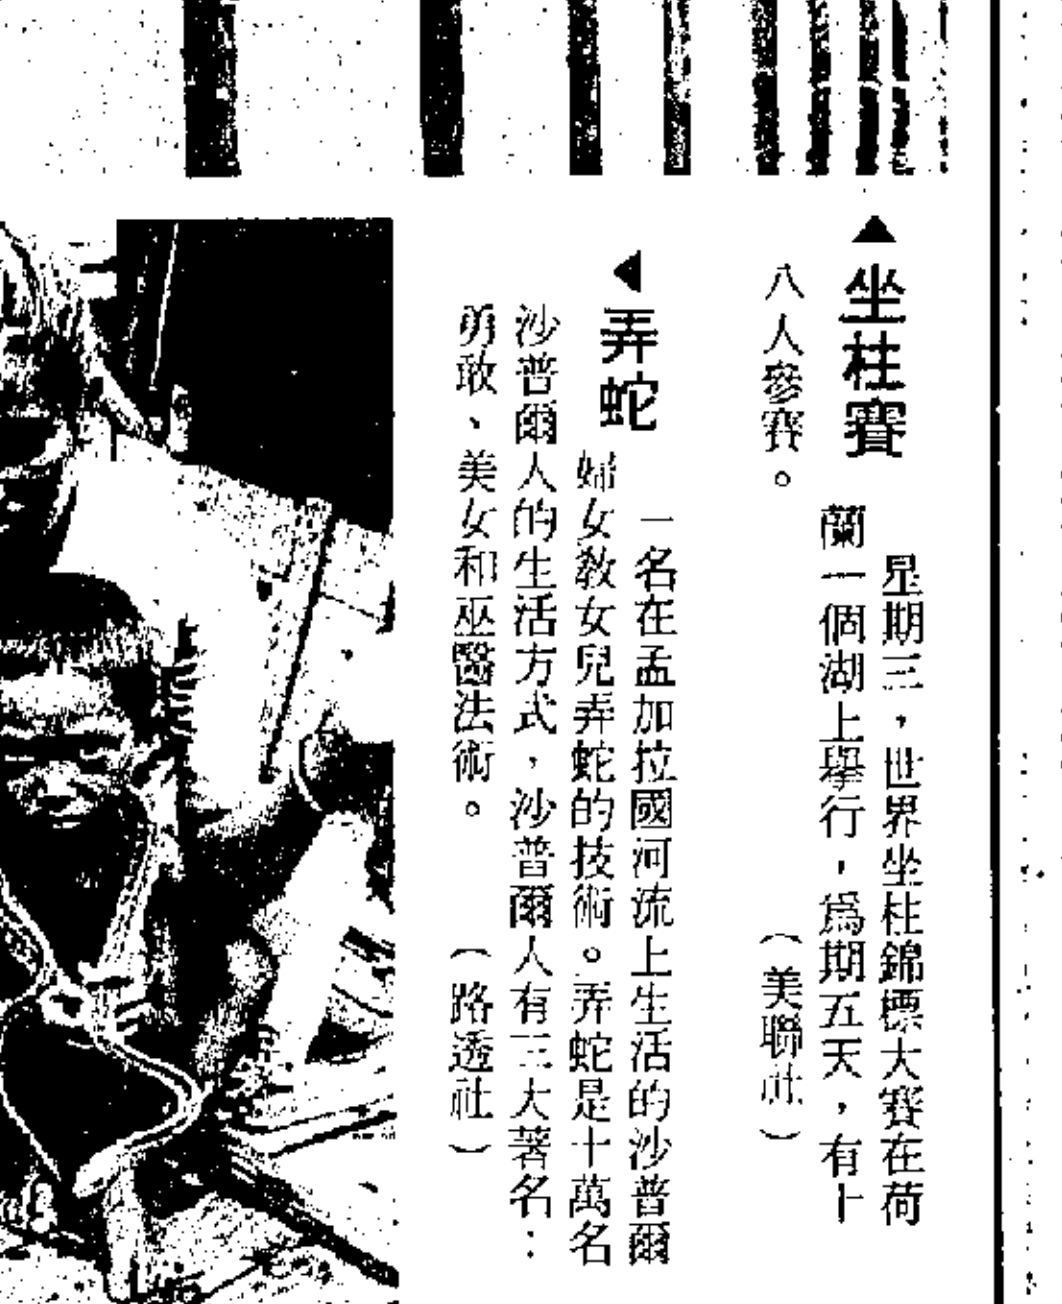 ▲坐柱賽
星期三，世界坐柱錦標大賽在荷
蘭一個湖上舉行，爲期五天，有十
八人參賽。（美聯社）
◀弄蛇
一名在孟加拉國河流上生活的沙普爾
婦女教女兒弄蛇的技術。弄蛇是十萬名
沙普爾人的生活方式，沙普爾人有三大著名：
勇敢、美女和巫醫法術。（路透社）